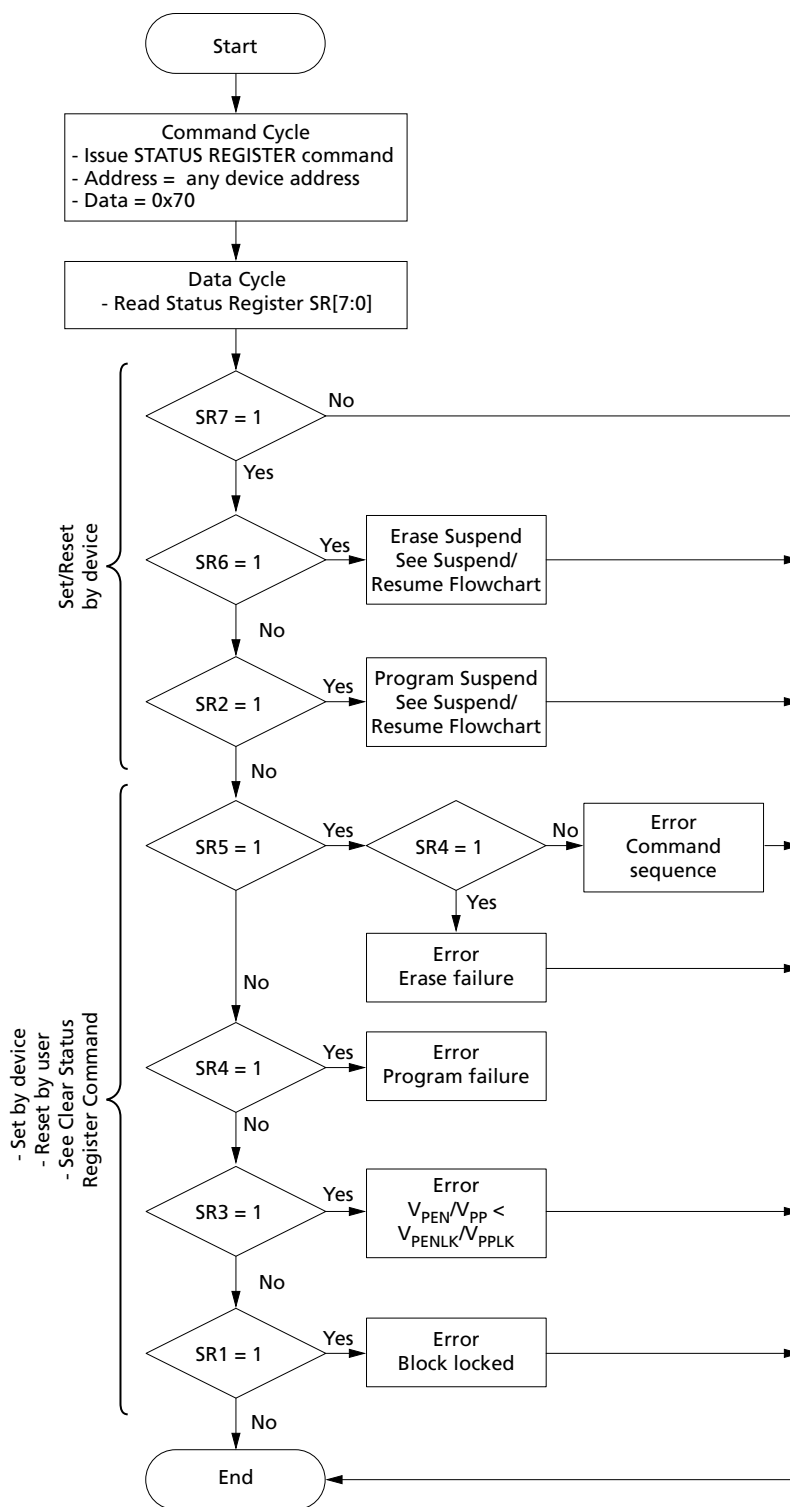 Start
Command Cycle
- Issue STATUS REGISTER command
- Address = any device address
- Data = 0x70
Data Cycle
- Read Status Register SR[7:0]
Set/Reset
by device
SR7 = 1
No
Yes
SR6 = 1
Yes
Erase Suspend
See Suspend/
Resume Flowchart
No
SR2 = 1
Yes
Program Suspend
See Suspend/
Resume Flowchart
No
- Set by device
- Reset by user
- See Clear Status
Register Command
SR5 = 1
Yes
SR4 = 1
No
Error
Command
sequence
Yes
Error
Erase failure
No
SR4 = 1
Yes
Error
Program failure
No
SR3 = 1
Yes
Error
VPEN/VPP <
VPENLK/VPPLK
No
SR1 = 1
Yes
Error
Block locked
No
End